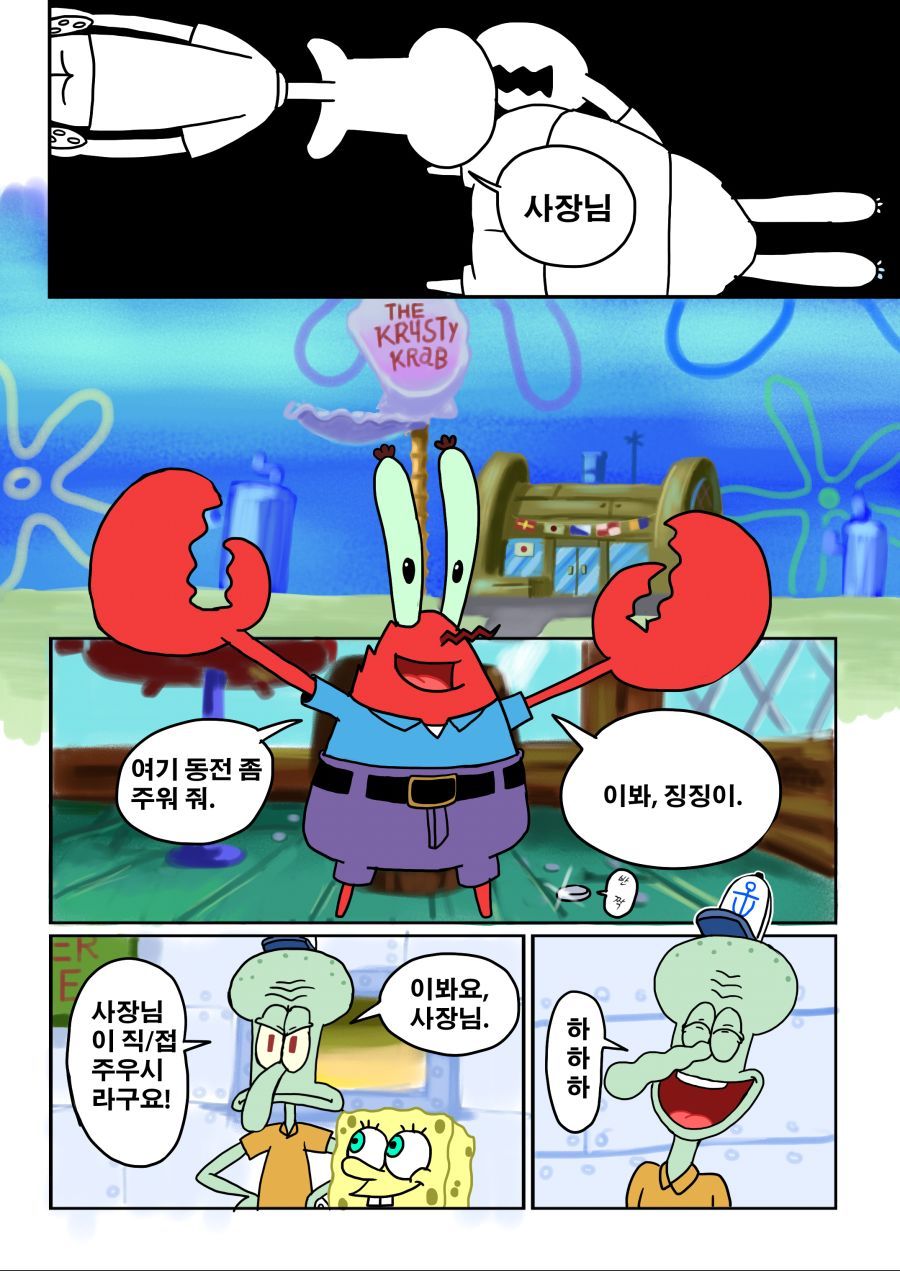 사장님
THE
KRUSTY
KRAB
이봐, 징징이.
여기 동전 좀
주워 줘.
반
짝
하
하
하
이봐요,
사장님.
사장님
이 직/접
주우시
라구요!
ER
E